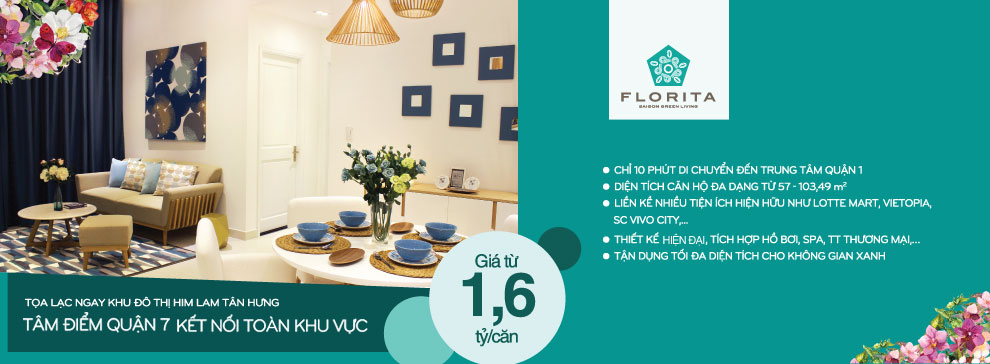 FLORITA
SAIGON GREEN LIVING
CHỈ 10 PHÚT DI CHUYỂN ĐẾN TRUNG TÂM QUẬN 1
DIỆN TÍCH CĂN HỘ ĐA DẠNG TỪ 57 - 103,49 m²
LIỀN KỀ NHIỀU TIỆN ÍCH HIỆN HỮU NHƯ LOTTE MART, VIETOPIA,
SC VIVO CITY,...
THIẾT KẾ HIỆN ĐẠI, TÍCH HỢP HỒ BƠI, SPA, TT THƯƠNG MẠI,...
TẬN DỤNG TỐI ĐA DIỆN TÍCH CHO KHÔNG GIAN XANH
Giá từ
1,6
tỷ/căn
TỌA LẠC NGAY KHU ĐÔ THỊ HIM LAM TÂN HƯNG
TÂM ĐIỂM QUẬN 7 KẾT NỐI TOÀN KHU VỰC